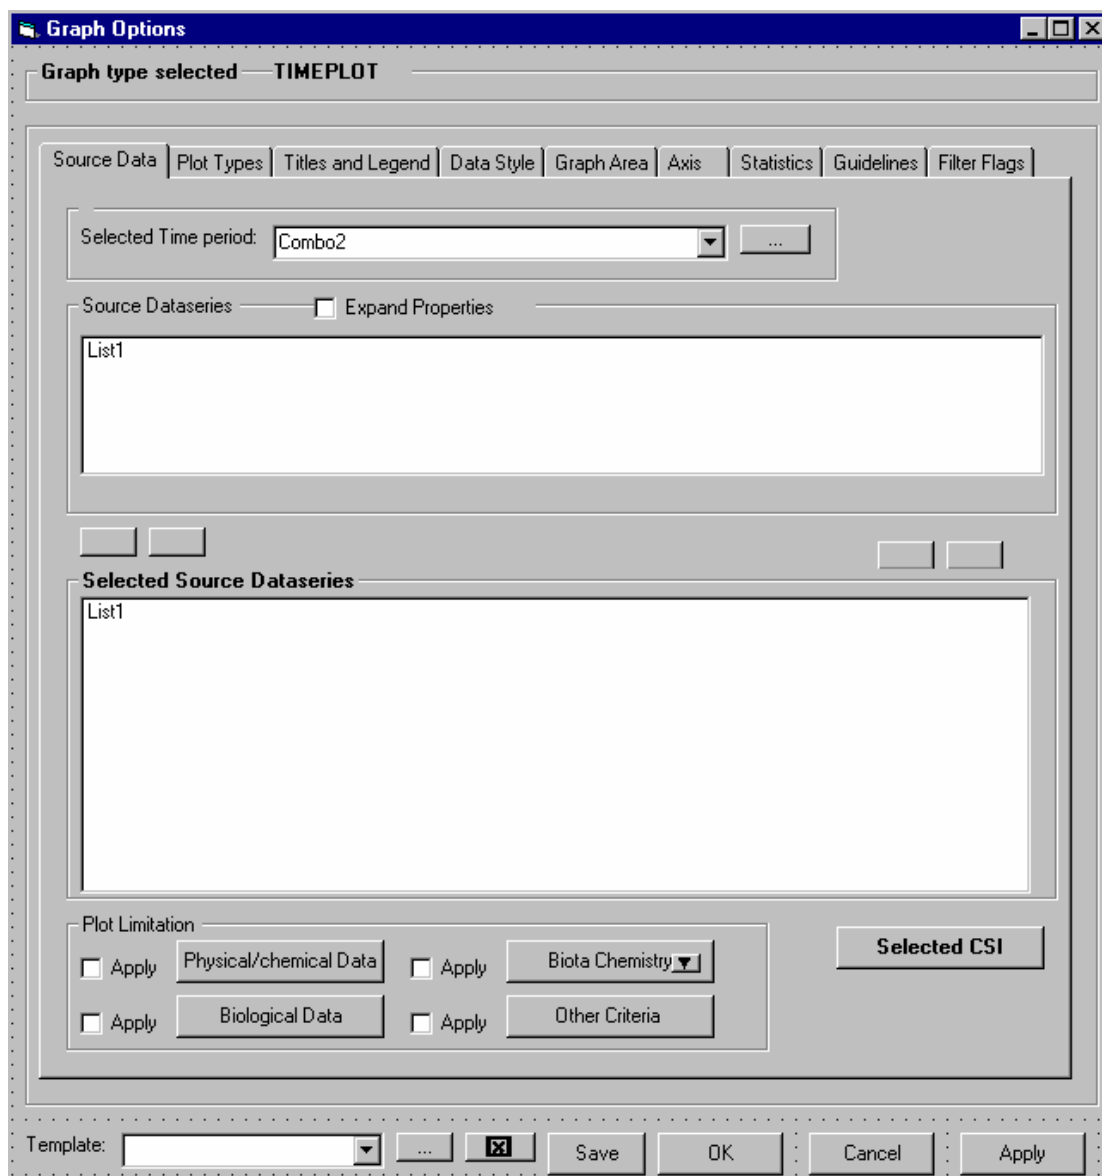 Graph Options
Graph type selected TIMEPLOT
Source Data Plot Types Titles and Legend Data Style Graph Area Axis Statistics Guidelines Filter Flags
Selected Time period: Combo2 ...
Source Dataseries Expand Properties
List1
Selected Source Dataseries
List1
Plot Limitation
Apply Physical/chemical Data Apply Biota Chemistry
Selected CSI
Apply Biological Data Apply Other Criteria
Template: ... Save OK Cancel Apply